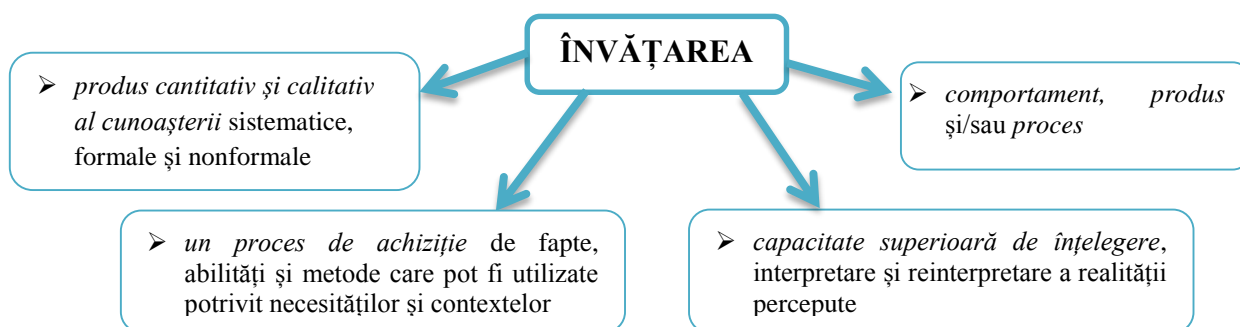 ÎNVĂȚAREA
➢ produs cantitativ și calitativ
al cunoașterii sistematice,
formale și nonformale
➢ comportament, produs
și/sau proces
➢ un proces de achiziție de fapte,
abilități și metode care pot fi utilizate
potrivit necesităților și contextelor
➢ capacitate superioară de înțelegere,
interpretare și reinterpretare a realității
percepute